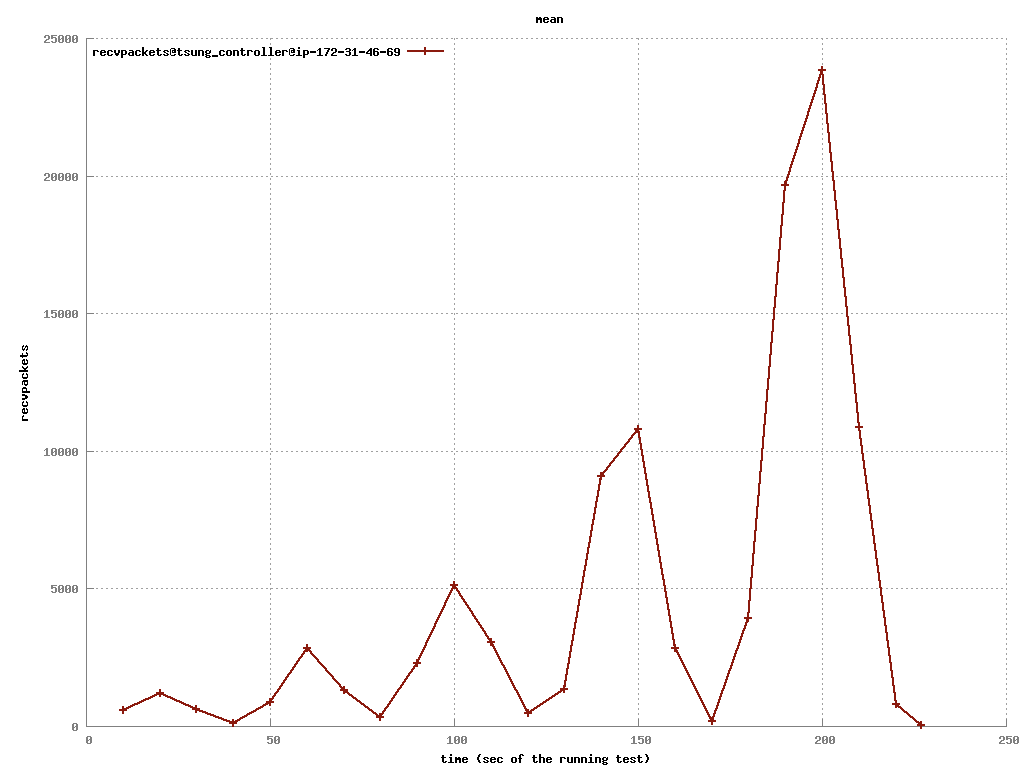 mean
25000
recvpackets@tsung_controller@ip-172-31-46-69
20000
15000
recvpackets
10000
5000
0
0 50 100 150 200 250
time (sec of the running test)